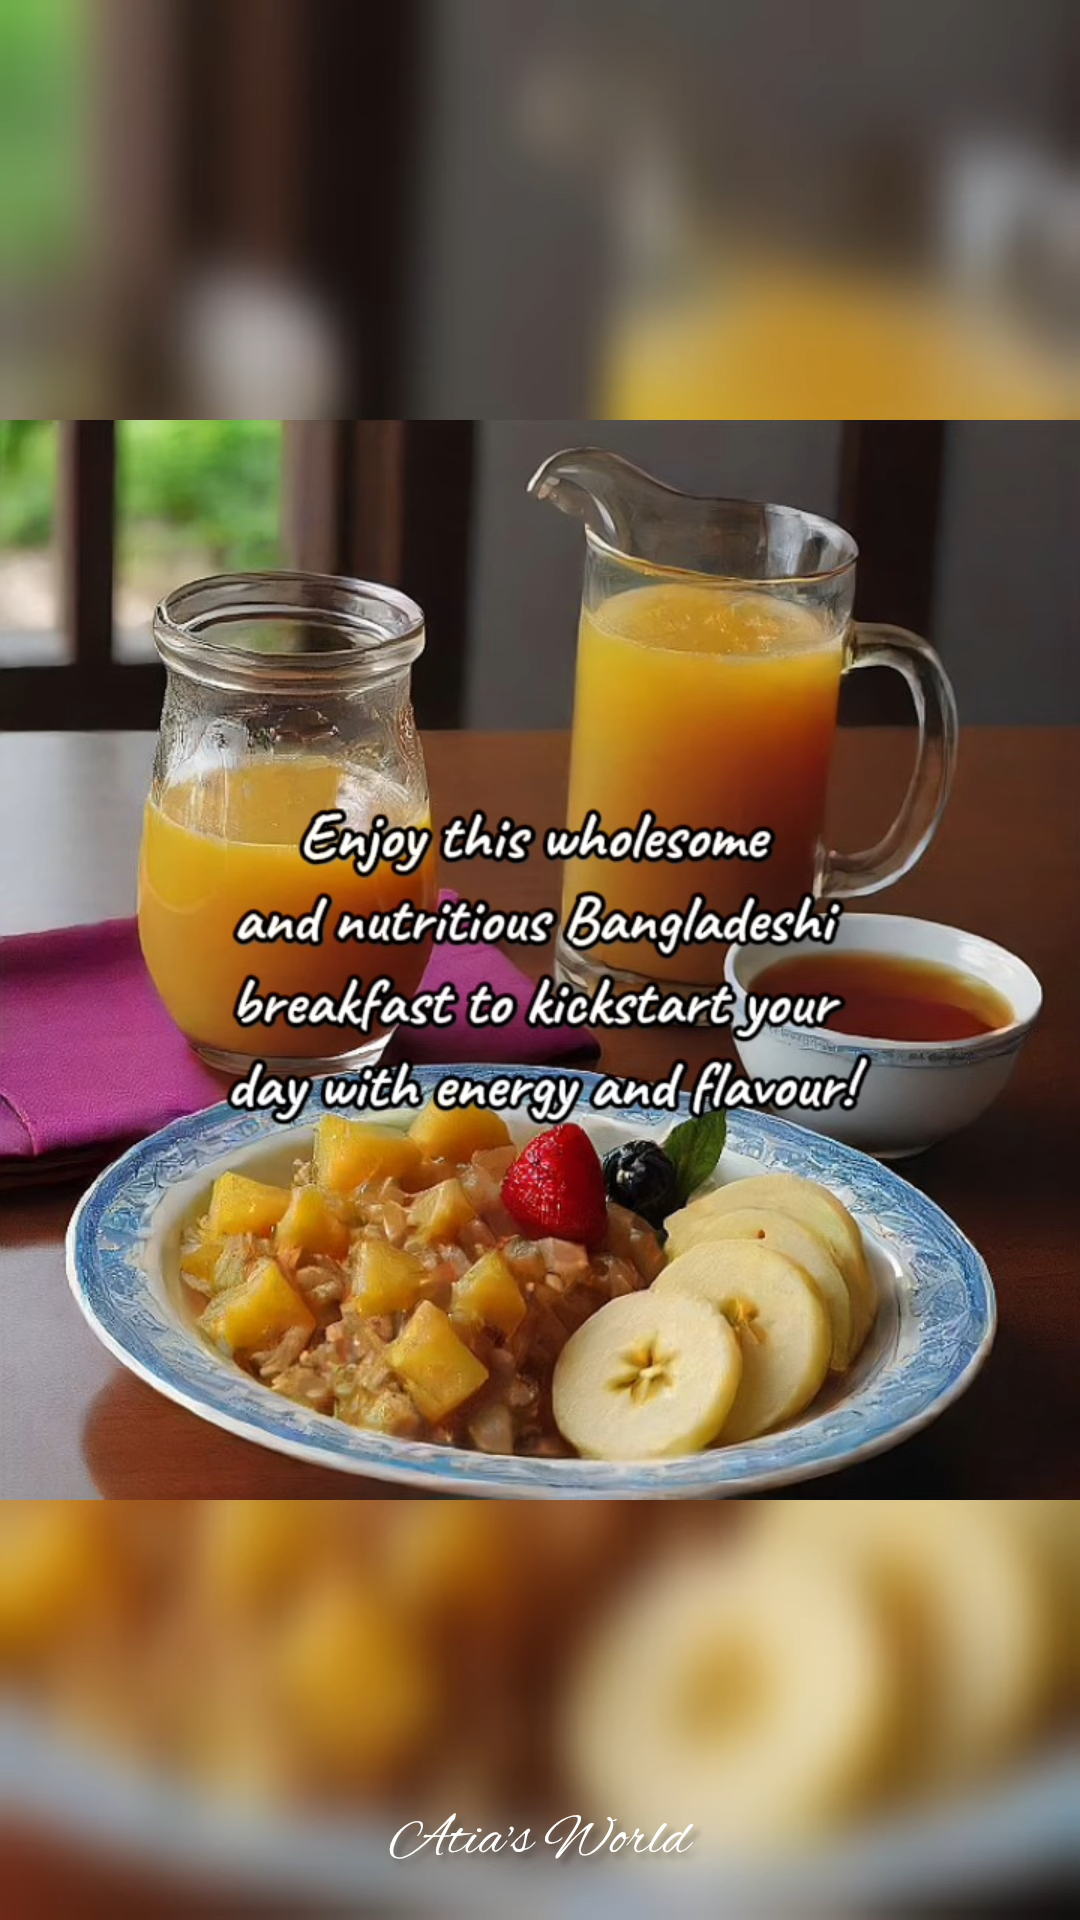 Enjoy this wholesome
and nutritious Bangladeshi
breakfast to kickstart your
day with energy and flavour!
Atia's World